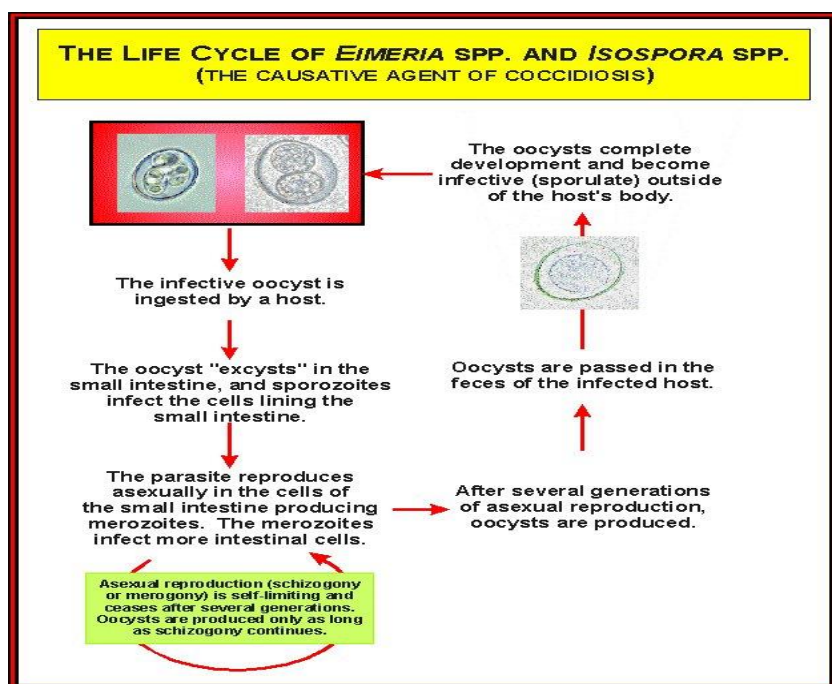 THE LIFE CYCLE OF EIMERIA SPP. AND ISOSPORA SPP.
(THE CAUSATIVE AGENT OF COCCIDIOSIS)
The infective oocyst is
ingested by a host.
The oocyst "excysts" in the
small intestine, and sporozoites
infect the cells lining the
small intestine.
The parasite reproduces
asexually in the cells of
the small intestine producing
merozoites. The merozoites
infect more intestinal cells.
Asexual reproduction (schizogony
or merogony) is self-limiting and
ceases after several generations.
Oocysts are produced only as long
as schizogony continues.
After several generations
of asexual reproduction,
oocysts are produced.
Oocysts are passed in the
feces of the infected host.
The oocysts complete
development and become
infective (sporulate) outside
of the host's body.